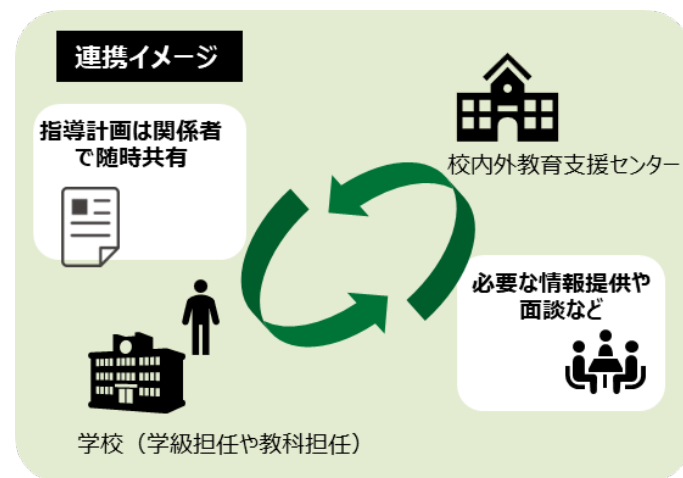 連携イメージ
指導計画は関係者
で随時共有
校内外教育支援センター
必要な情報提供や
面談など
学校（学級担任や教科担任）